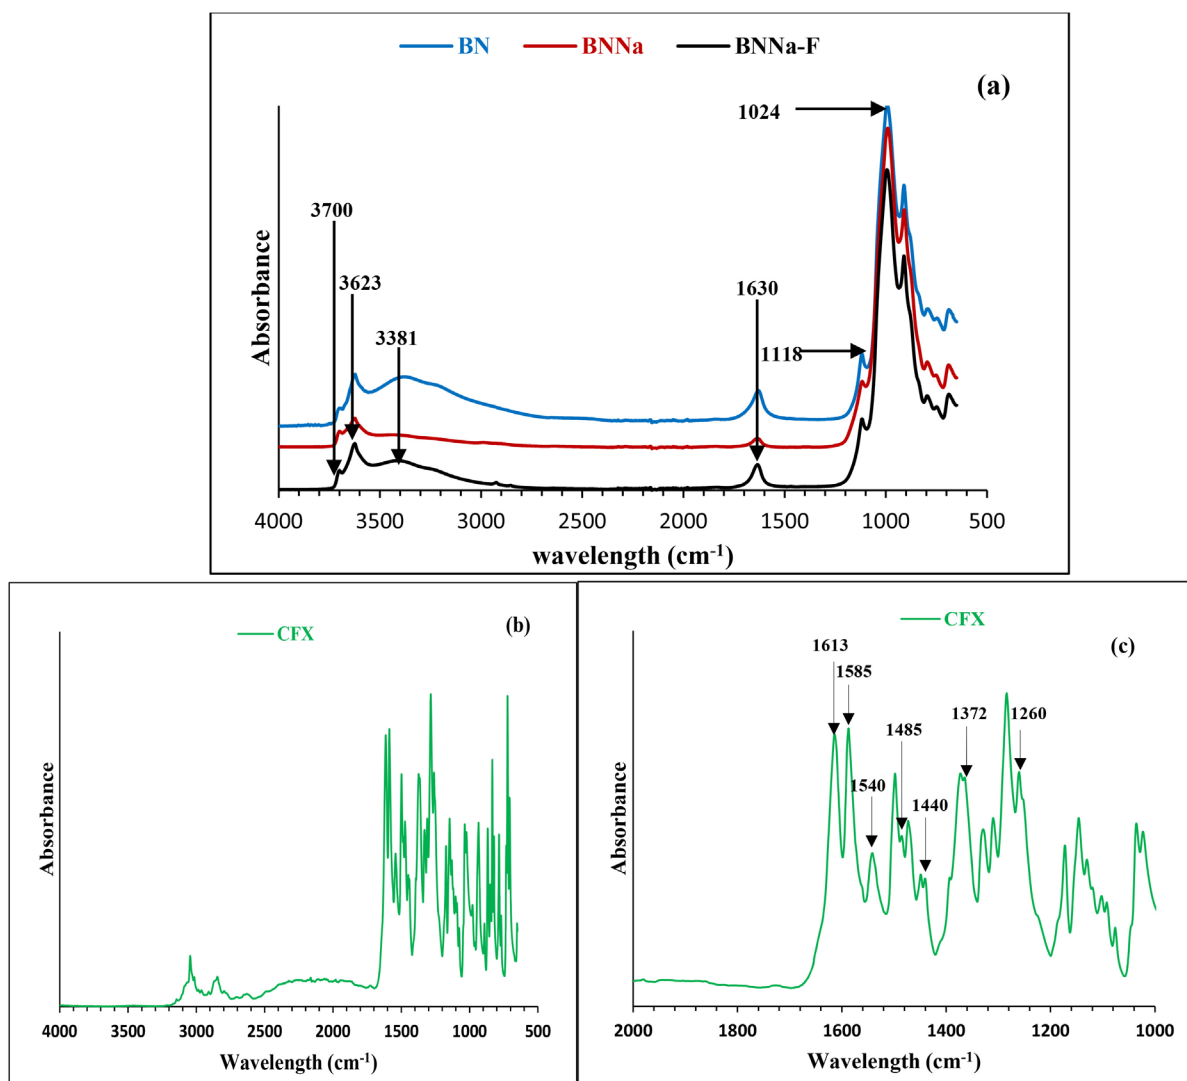 BN BNNa BNNa-F
(a)
1024
3700
3623
3381
1630
1118
Absorbance
4000 3500 3000 2500 2000 1500 1000 500
wavelength (cm⁻¹)
CFX
(b)
Absorbance
4000 3500 3000 2500 2000 1500 1000 500
Wavelength (cm⁻¹)
CFX
(c)
1613
1585
1485
1372
1260
1540
1440
Absorbance
2000 1800 1600 1400 1200 1000
Wavelength (cm⁻¹)